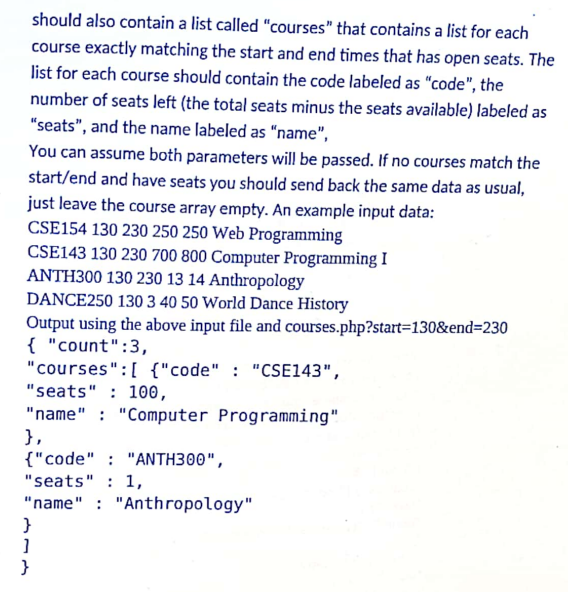 should also contain a list called "courses" that contains a list for each
course exactly matching the start and end times that has open seats. The
list for each course should contain the code labeled as "code", the
number of seats left (the total seats minus the seats available) labeled as
"seats", and the name labeled as "name",
You can assume both parameters will be passed. If no courses match the
start/end and have seats you should send back the same data as usual,
just leave the course array empty. An example input data:
CSE154 130 230 250 250 Web Programming
CSE143 130 230 700 800 Computer Programming I
ANTH300 130 230 13 14 Anthropology
DANCE250 130 3 40 50 World Dance History
Output using the above input file and courses.php?start=130&end=230
{ "count":3,
"courses":[ {"code" : "CSE143",
"seats" : 100,
"name" : "Computer Programming"
},
{"code" : "ANTH300",
"seats" : 1,
"name" : "Anthropology"
}
]
}